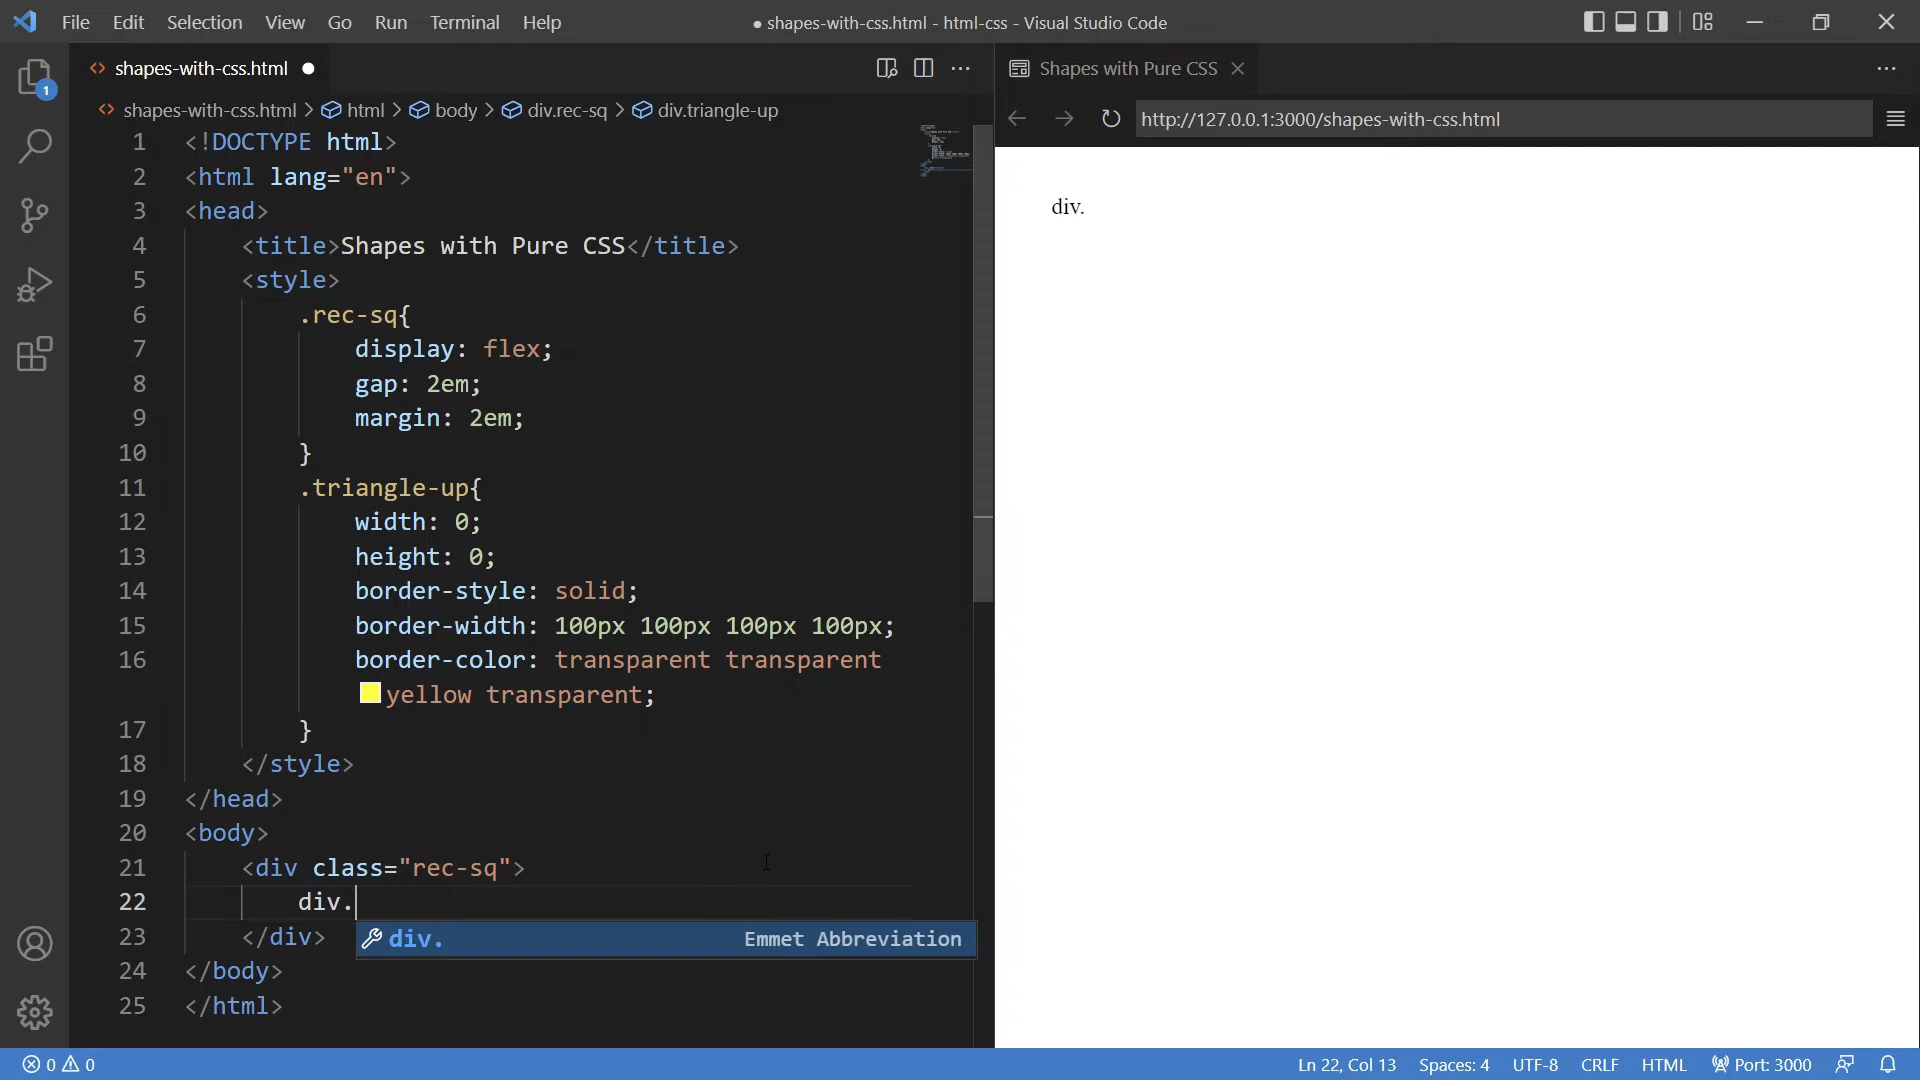 File Edit Selection View Go Run Terminal Help
● shapes-with-css.html - html-css - Visual Studio Code
shapes-with-css.html ●
shapes-with-css.html > html > body > div.rec-sq > div.triangle-up
1
1 <!DOCTYPE html>
2 <html lang="en">
3 <head>
4 <title>Shapes with Pure CSS</title>
5 <style>
6 .rec-sq{
7 display: flex;
8 gap: 2em;
9 margin: 2em;
10 }
11 .triangle-up{
12 width: 0;
13 height: 0;
14 border-style: solid;
15 border-width: 100px 100px 100px 100px;
16 border-color: transparent transparent
yellow transparent;
17 }
18 </style>
19 </head>
20 <body>
21 <div class="rec-sq">
22 div.
23 </div>
div. Emmet Abbreviation
24 </body>
25 </html>
Shapes with Pure CSS
http://127.0.0.1:3000/shapes-with-css.html
div.
0 0
Ln 22, Col 13 Spaces: 4 UTF-8 CRLF HTML Port: 3000